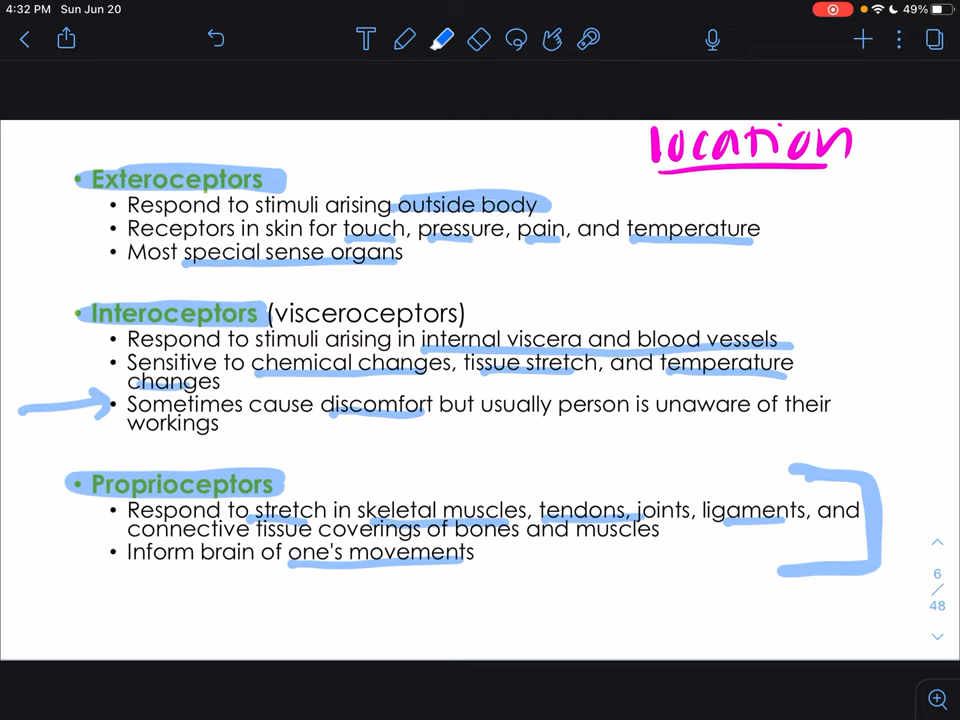 4:32 PM Sun Jun 20
49%
location
• Exteroceptors
• Respond to stimuli arising outside body
• Receptors in skin for touch, pressure, pain, and temperature
• Most special sense organs
• Interoceptors (visceroceptors)
• Respond to stimuli arising in internal viscera and blood vessels
• Sensitive to chemical changes, tissue stretch, and temperature
changes
• Sometimes cause discomfort but usually person is unaware of their
workings
• Proprioceptors
• Respond to stretch in skeletal muscles, tendons, joints, ligaments, and
connective tissue coverings of bones and muscles
• Inform brain of one's movements
6
/
48